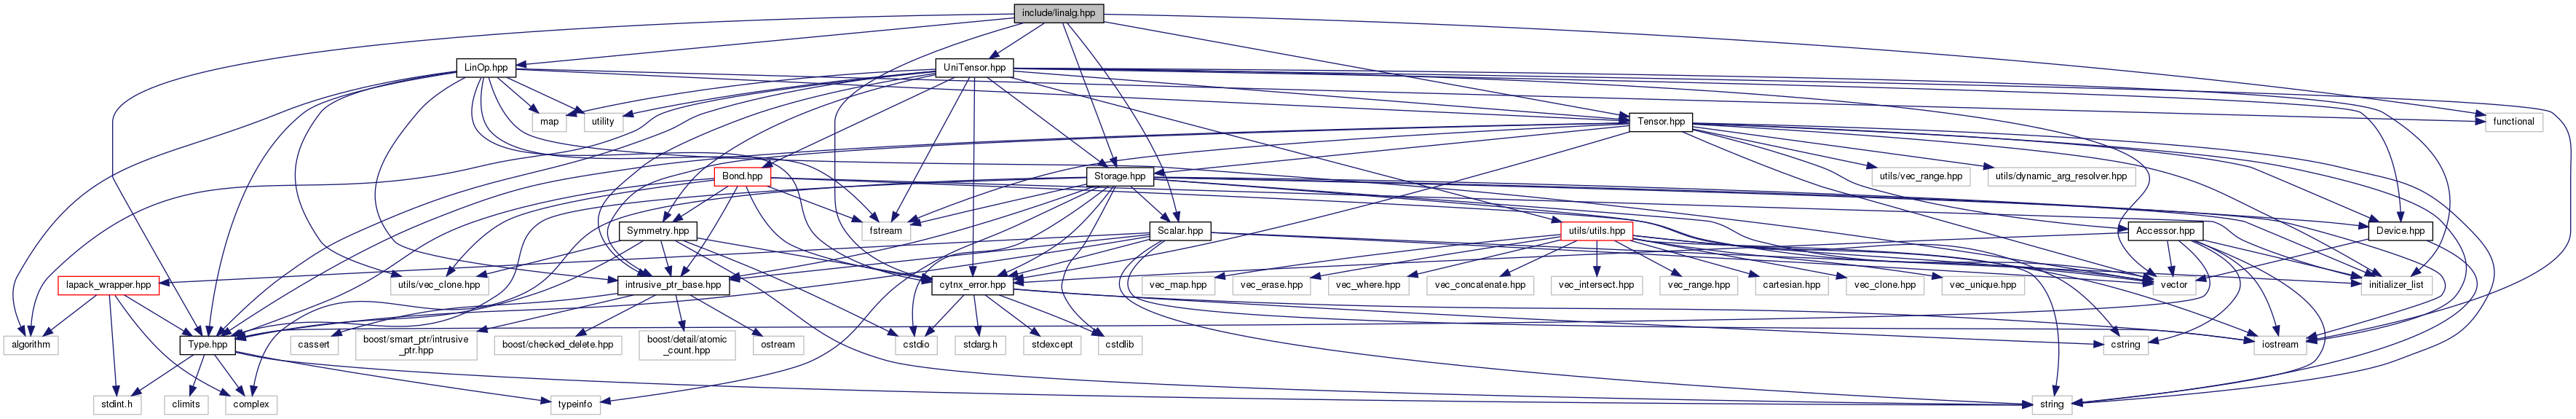 include/linalg.hpp
LinOp.hpp
UniTensor.hpp
map
utility
Tensor.hpp
functional
Bond.hpp
Storage.hpp
utils/vec_range.hpp
utils/dynamic_arg_resolver.hpp
fstream
Symmetry.hpp
Scalar.hpp
utils/utils.hpp
Accessor.hpp
Device.hpp
lapack_wrapper.hpp
utils/vec_clone.hpp
intrusive_ptr_base.hpp
cytnx_error.hpp
vec_map.hpp
vec_erase.hpp
vec_where.hpp
vec_concatenate.hpp
vec_intersect.hpp
vec_range.hpp
cartesian.hpp
vec_clone.hpp
vec_unique.hpp
vector
initializer_list
algorithm
Type.hpp
cassert
boost/smart_ptr/intrusive
_ptr.hpp
boost/checked_delete.hpp
boost/detail/atomic
_count.hpp
ostream
cstdio
stdarg.h
stdexcept
cstdlib
cstring
iostream
stdint.h
climits
complex
typeinfo
string